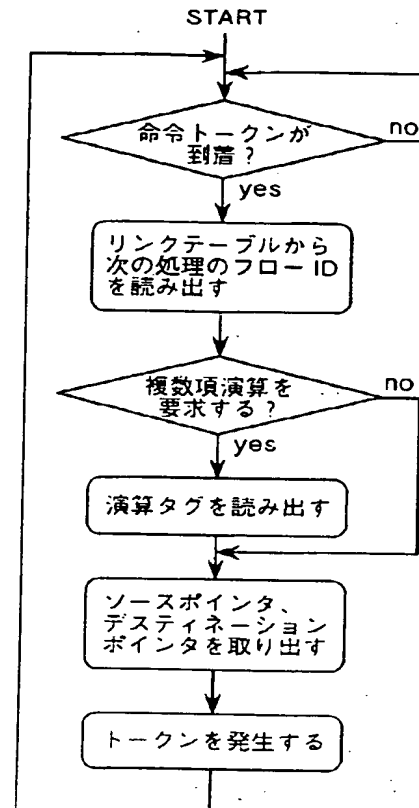 START
命令トークンが
到着？
no
yes
リンクテーブルから
次の処理のフローID
を読み出す
複数項演算を
要求する？
no
yes
演算タグを読み出す
ソースポインタ、
デスティネーション
ポインタを取り出す
トークンを発生する